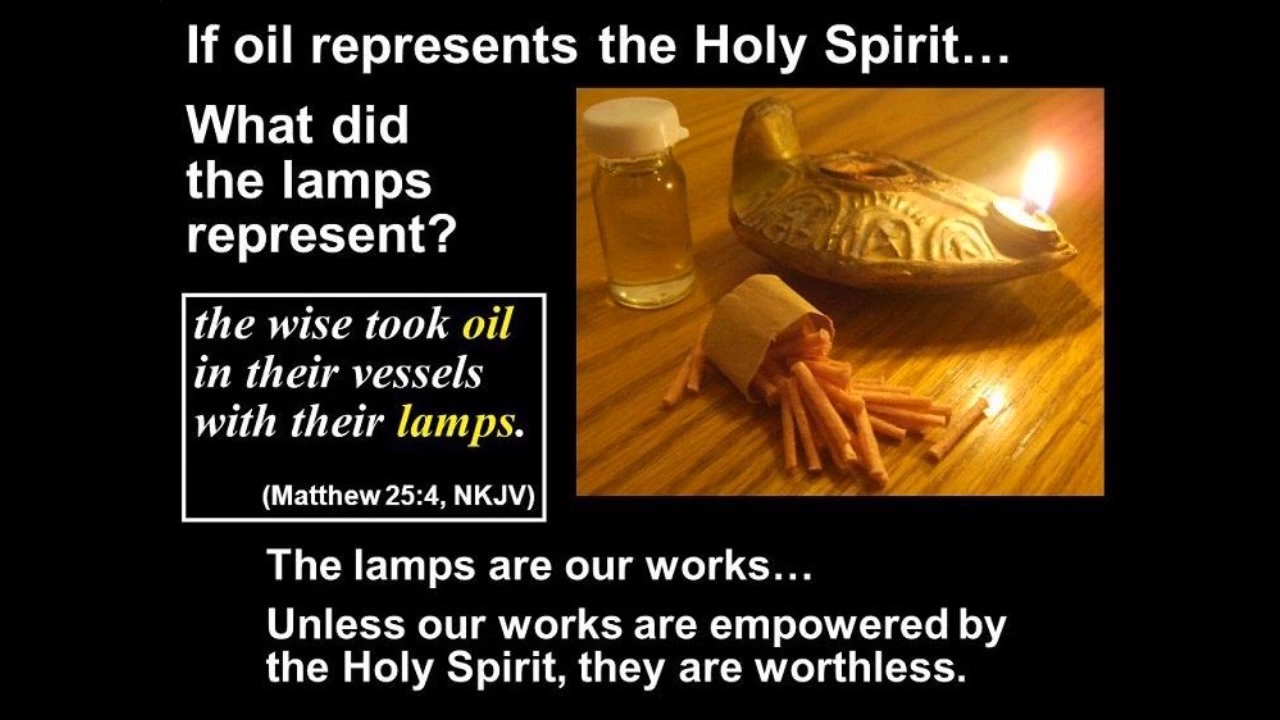 If oil represents the Holy Spirit…
What did
the lamps
represent?
the wise took oil
in their vessels
with their lamps.
(Matthew 25:4, NKJV)
The lamps are our works…
Unless our works are empowered by
the Holy Spirit, they are worthless.